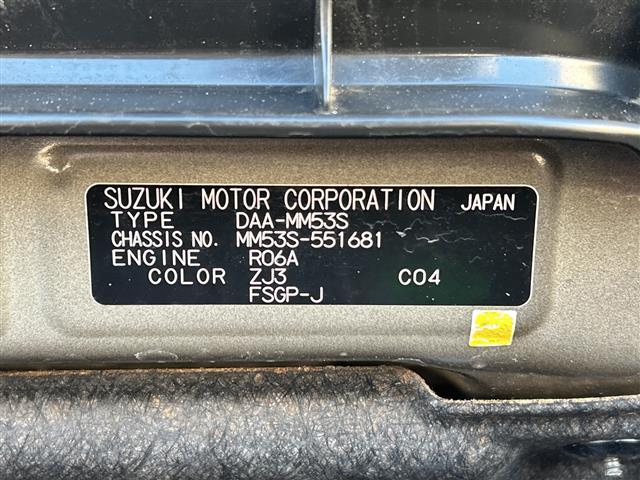 SUZUKI MOTOR CORPORATION JAPAN
TYPE DAA-MM53S
CHASSIS NO. MM53S-551681
ENGINE R06A
COLOR ZJ3 C04
FSGP-J